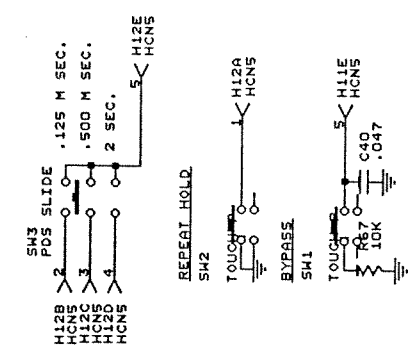 SW3
PDS SLIDE
.125 M SEC.
.500 M SEC.
2 SEC.
H12B 2
HCN5
H12C 3
HCN5
H12D 4
HCN5
5 H12E
HCN5
REPEAT HOLD
SW2
TOUCH
1 H12A
HCN5
BYPASS
SW1
TOUCH
R67
10K
5 H11E
HCN5
C40
.047